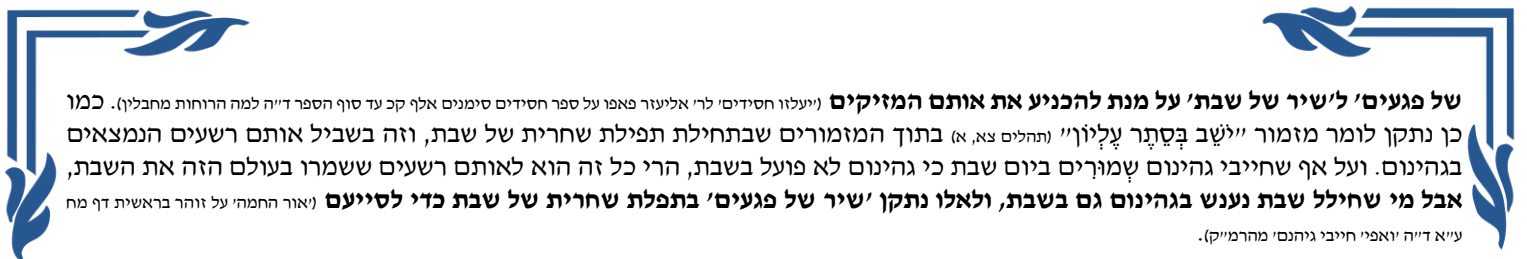 של פגעים' ל'שיר של שבת' על מנת להכניע את אותם המזיקים ('יעלזו חסידים' לר' אליעזר פאפו על ספר חסידים סימנים אלף קכ עד סוף הספר ד"ה למה הרוחות מחבלין). כמו
כן נתקן לומר מזמור "יֹשֵׁב בְּסֵתֶר עֶלְיוֹן" (תהלים צא, א) בתוך המזמורים שבתחילת תפילת שחרית של שבת, וזה בשביל אותם רשעים הנמצאים
בגהינום. ועל אף שחייבי גהינום שְׁמוּרִים ביום שבת כי גהינום לא פועל בשבת, הרי כל זה הוא לאותם רשעים ששמרו בעולם הזה את השבת,
אבל מי שחילל שבת נענש בגהינום גם בשבת, ולאלו נתקן 'שיר של פגעים' בתפלת שחרית של שבת כדי לסייעם ('אור החמה' על זוהר בראשית דף מח
ע"א ד"ה 'ואפי' חייבי גיהנם' מהרמ"ק).